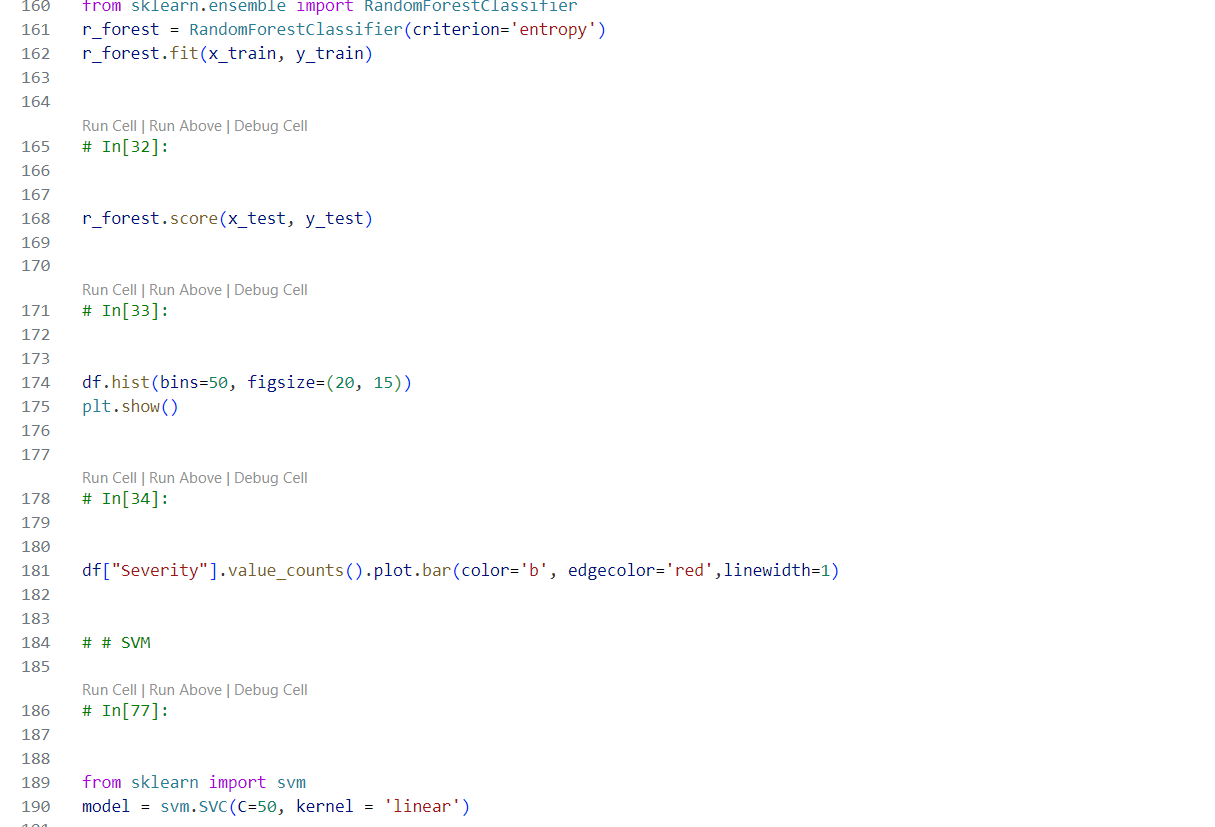 160 from sklearn.ensemble import RandomForestClassifier
161 r_forest = RandomForestClassifier(criterion='entropy')
162 r_forest.fit(x_train, y_train)
163
164
Run Cell | Run Above | Debug Cell
165 # In[32]:
166
167
168 r_forest.score(x_test, y_test)
169
170
Run Cell | Run Above | Debug Cell
171 # In[33]:
172
173
174 df.hist(bins=50, figsize=(20, 15))
175 plt.show()
176
177
Run Cell | Run Above | Debug Cell
178 # In[34]:
179
180
181 df["Severity"].value_counts().plot.bar(color='b', edgecolor='red',linewidth=1)
182
183
184 # # SVM
185
Run Cell | Run Above | Debug Cell
186 # In[77]:
187
188
189 from sklearn import svm
190 model = svm.SVC(C=50, kernel = 'linear')